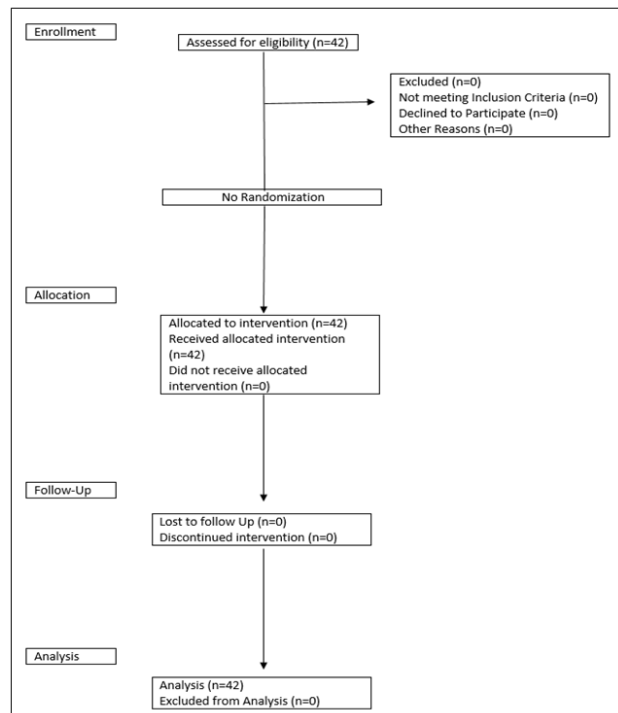 Enrollment
Assessed for eligibility (n=42)
Excluded (n=0)
Not meeting Inclusion Criteria (n=0)
Declined to Participate (n=0)
Other Reasons (n=0)
No Randomization
Allocation
Allocated to intervention (n=42)
Received allocated intervention
(n=42)
Did not receive allocated
intervention (n=0)
Follow-Up
Lost to follow Up (n=0)
Discontinued intervention (n=0)
Analysis
Analysis (n=42)
Excluded from Analysis (n=0)